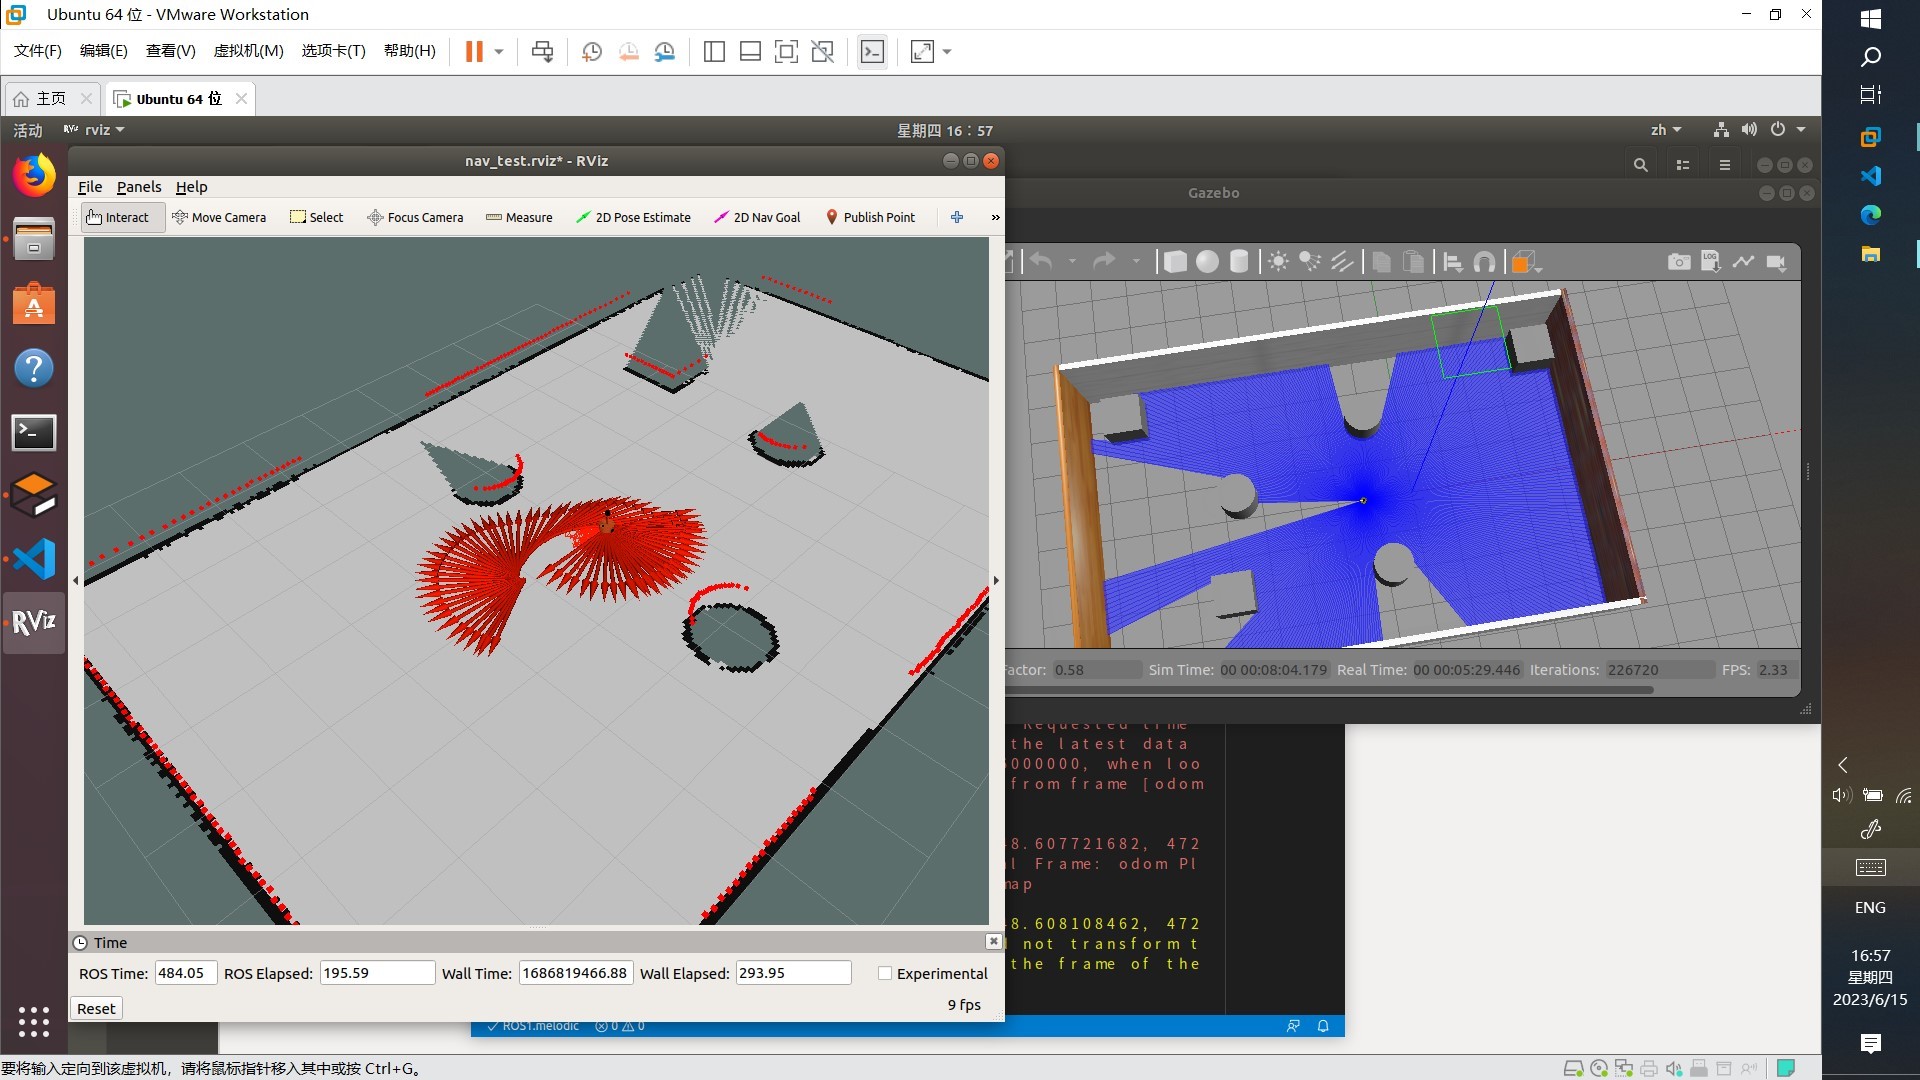 Ubuntu 64 位 - VMware Workstation
文件(F) 编辑(E) 查看(V) 虚拟机(M) 选项卡(T) 帮助(H)
主页 Ubuntu 64 位
活动 RViz rviz 星期四 16：57 zh
nav_test.rviz* - RViz
Gazebo
File Panels Help
Interact Move Camera Select Focus Camera Measure 2D Pose Estimate 2D Nav Goal Publish Point »
LOG
RViz
actor: 0.58 Sim Time: 00 00:08:04.179 Real Time: 00 00:05:29.446 Iterations: 226720 FPS: 2.33
Requested time
the latest data
000000, when loo
from frame [odom
8.607721682, 472
l Frame: odom Pl
map
8.608108462, 472
not transform t
the frame of the
Time
ROS Time: 484.05 ROS Elapsed: 195.59 Wall Time: 1686819466.88 Wall Elapsed: 293.95 Experimental
Reset 9 fps
ROS1.melodic 0 0
要将输入定向到该虚拟机，请将鼠标指针移入其中或按 Ctrl+G。
ENG
16:57
星期四
2023/6/15